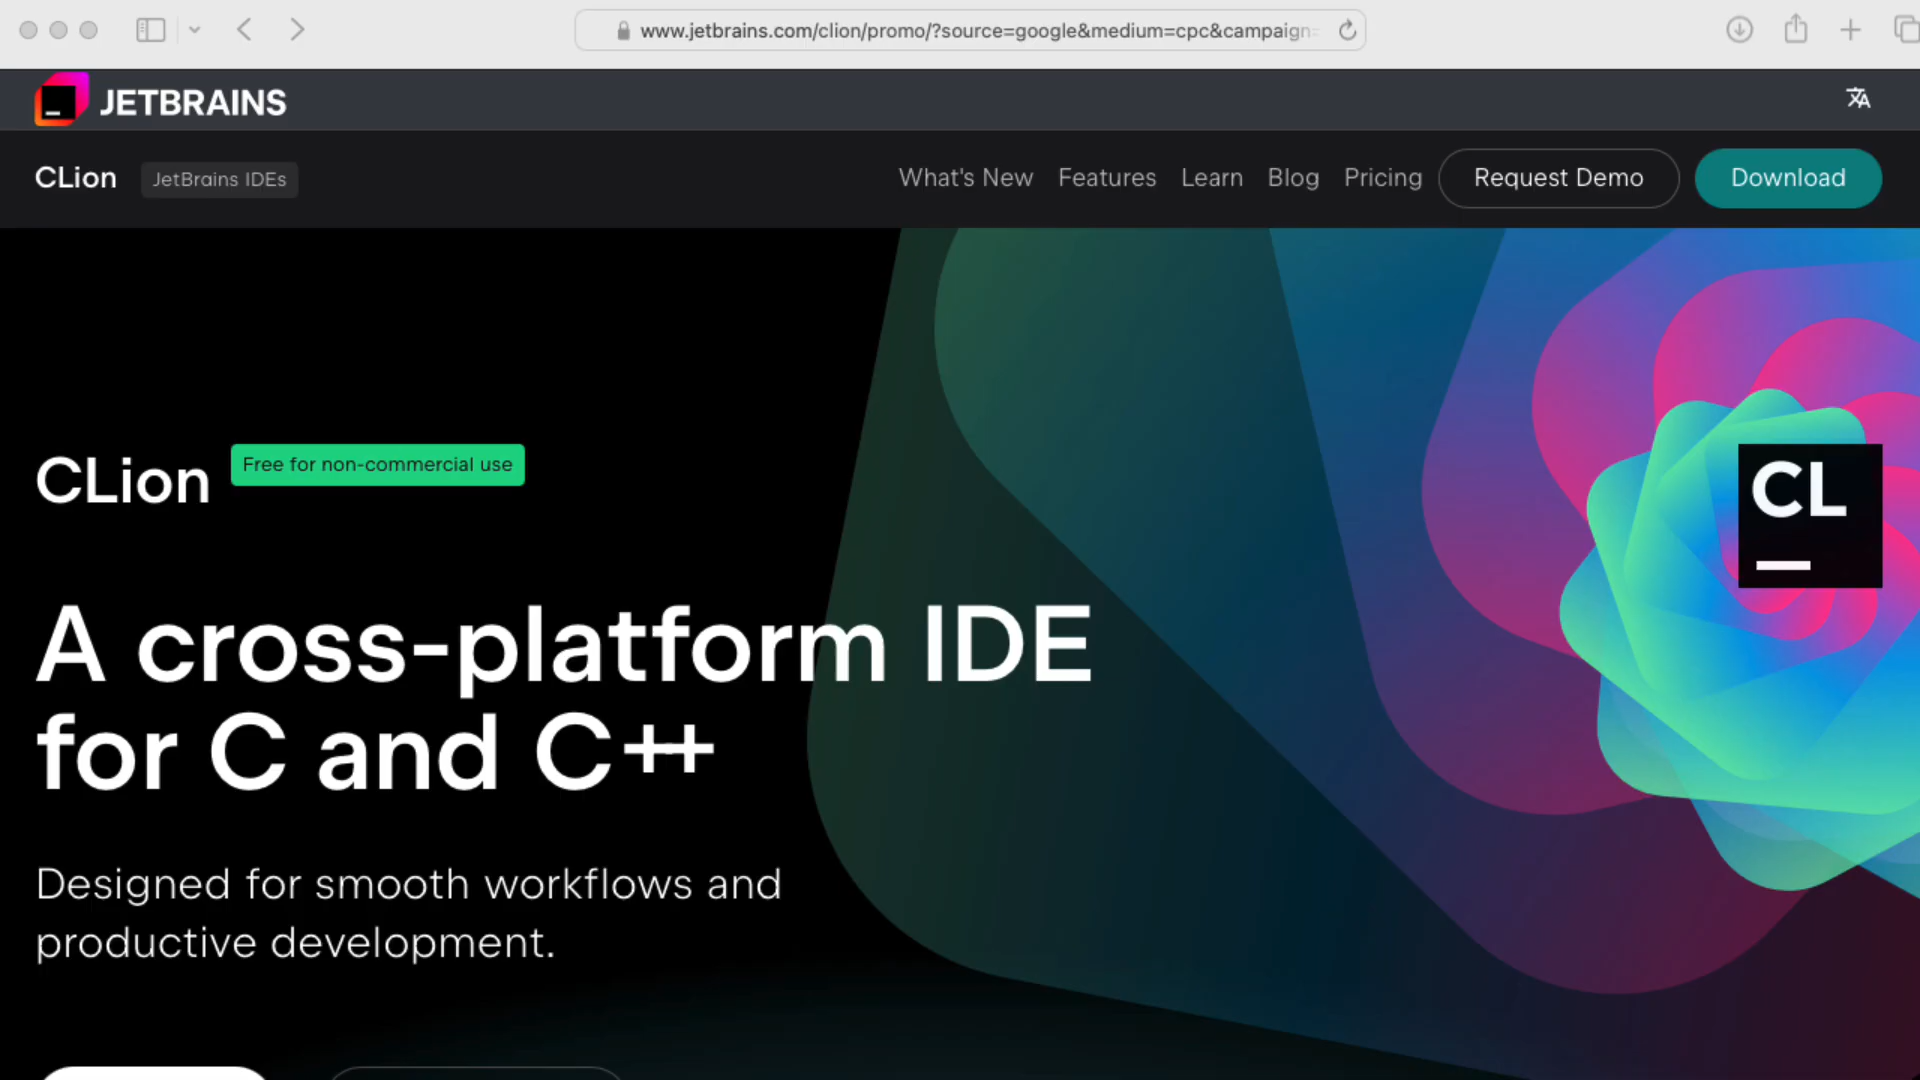 www.jetbrains.com/clion/promo/?source=google&medium=cpc&campaign=
JETBRAINS
CLion JetBrains IDEs What's New Features Learn Blog Pricing Request Demo Download
CLion Free for non-commercial use
CL
A cross-platform IDE
for C and C++
Designed for smooth workflows and
productive development.